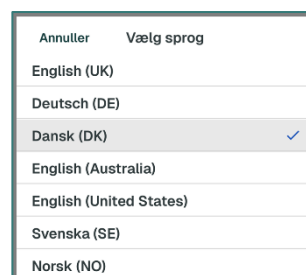 Annuller Vælg sprog
English (UK)
Deutsch (DE)
Dansk (DK)
English (Australia)
English (United States)
Svenska (SE)
Norsk (NO)